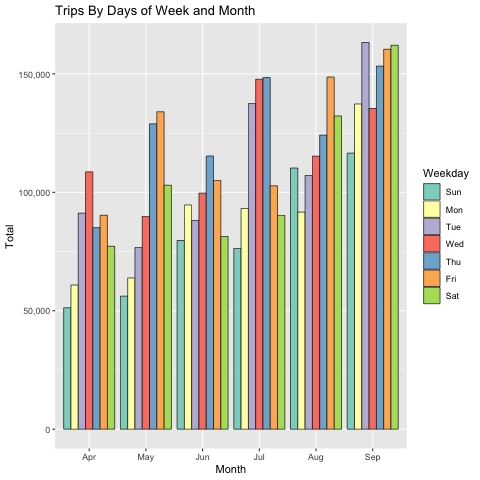 Trips By Days of Week and Month
Total
150,000
100,000
50,000
0
Apr May Jun Jul Aug Sep
Month
Weekday
Sun
Mon
Tue
Wed
Thu
Fri
Sat